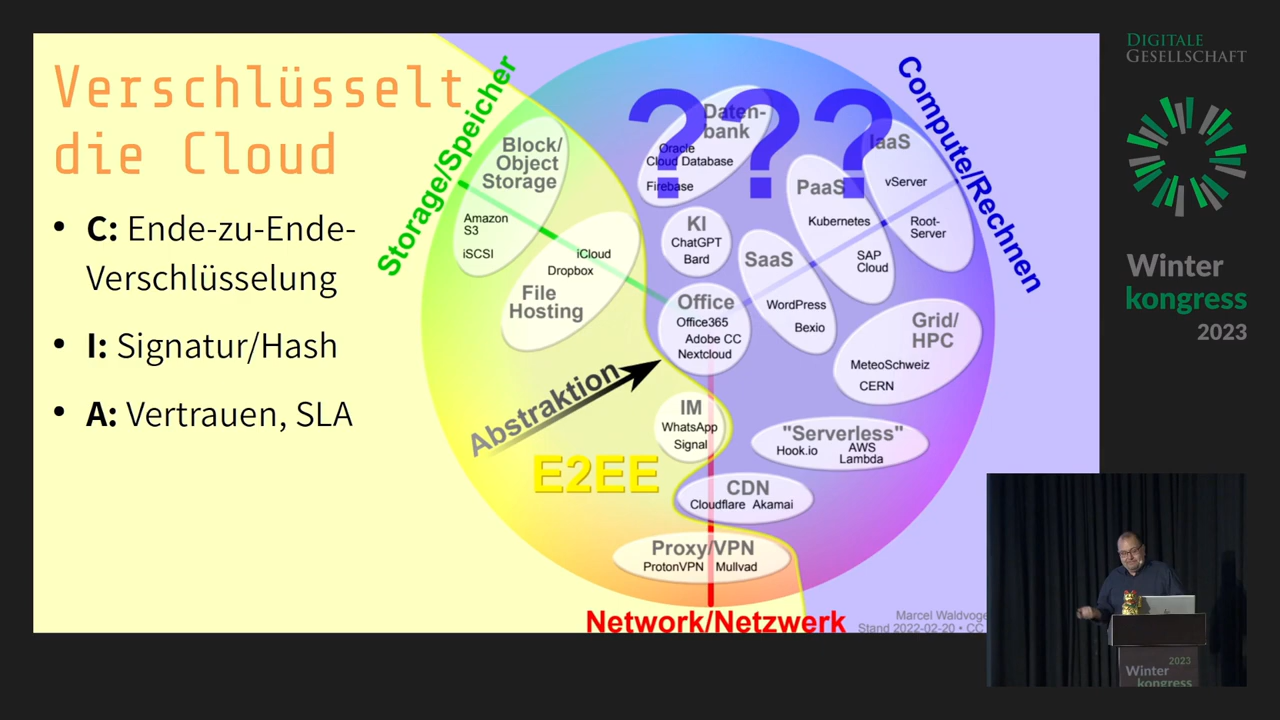 Verschlüsselt
die Cloud
• C: Ende-zu-Ende-
Verschlüsselung
• I: Signatur/Hash
• A: Vertrauen, SLA
Storage/Speicher
Compute/Rechnen
Network/Netzwerk
???
Block/
Object
Storage
Amazon
S3
iSCSI
iCloud
Dropbox
File
Hosting
Daten-
bank
Oracle
Cloud Database
Firebase
KI
ChatGPT
Bard
Office
Office365
Adobe CC
Nextcloud
SaaS
WordPress
Bexio
PaaS
Kubernetes
SAP
Cloud
IaaS
vServer
Root-
Server
Grid/
HPC
MeteoSchweiz
CERN
Abstraktion
E2EE
IM
WhatsApp
Signal
"Serverless"
Hook.io
AWS
Lambda
CDN
Cloudflare Akamai
Proxy/VPN
ProtonVPN Mullvad
Marcel Waldvoge
Stand 2022-02-20 • CC
DIGITALE
GESELLSCHAFT
Winter
kongress
2023
2023
Winter
kongress